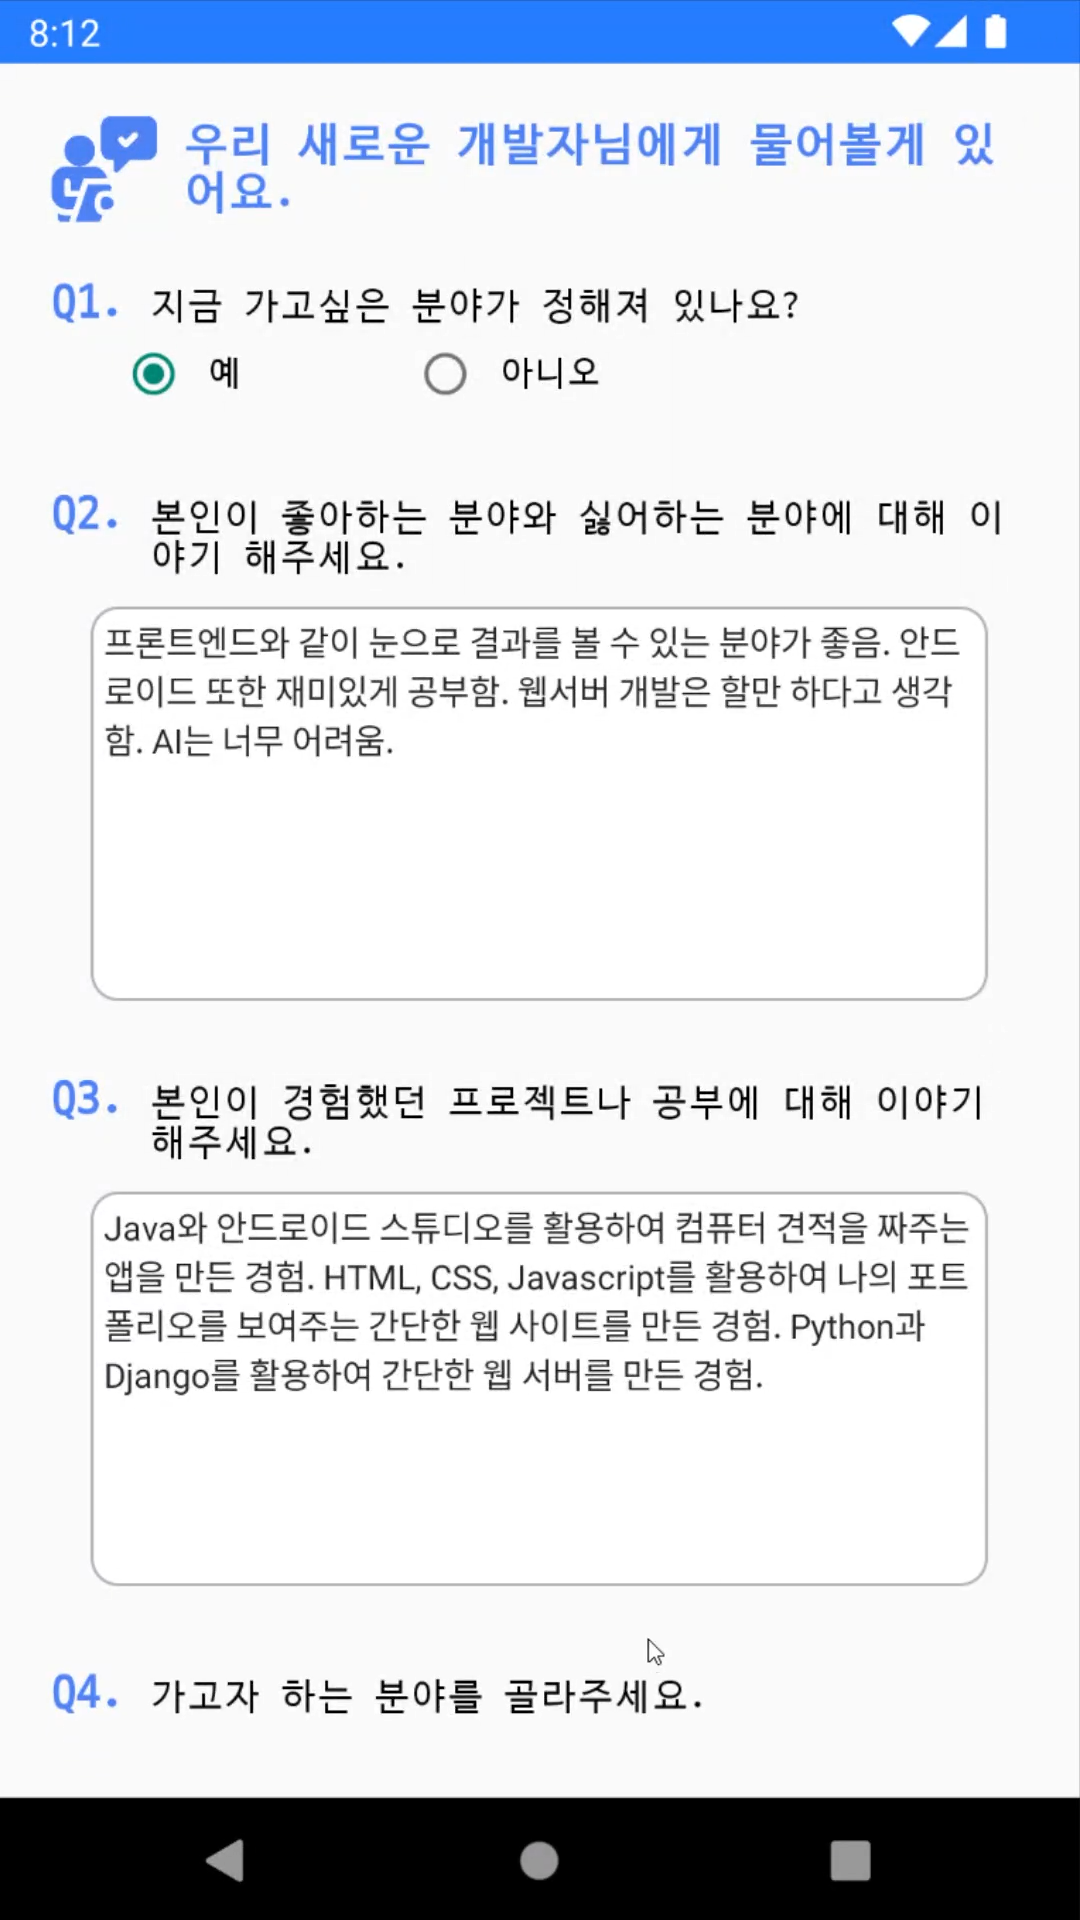 8:12
우리 새로운 개발자님에게 물어볼게 있
어요.
Q1. 지금 가고싶은 분야가 정해져 있나요?
예 아니오
Q2. 본인이 좋아하는 분야와 싫어하는 분야에 대해 이
야기 해주세요.
프론트엔드와 같이 눈으로 결과를 볼 수 있는 분야가 좋음. 안드
로이드 또한 재미있게 공부함. 웹서버 개발은 할만 하다고 생각
함. AI는 너무 어려움.
Q3. 본인이 경험했던 프로젝트나 공부에 대해 이야기
해주세요.
Java와 안드로이드 스튜디오를 활용하여 컴퓨터 견적을 짜주는
앱을 만든 경험. HTML, CSS, Javascript를 활용하여 나의 포트
폴리오를 보여주는 간단한 웹 사이트를 만든 경험. Python과
Django를 활용하여 간단한 웹 서버를 만든 경험.
Q4. 가고자 하는 분야를 골라주세요.